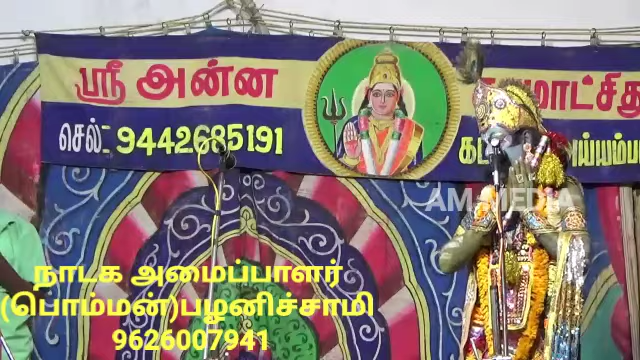 ஸ்ரீ அன்ன
செல்: 9442685191
AM MEDIA
நாடக அமைப்பாளர்
(பொம்மன்)பழனிச்சாமி
9626007941